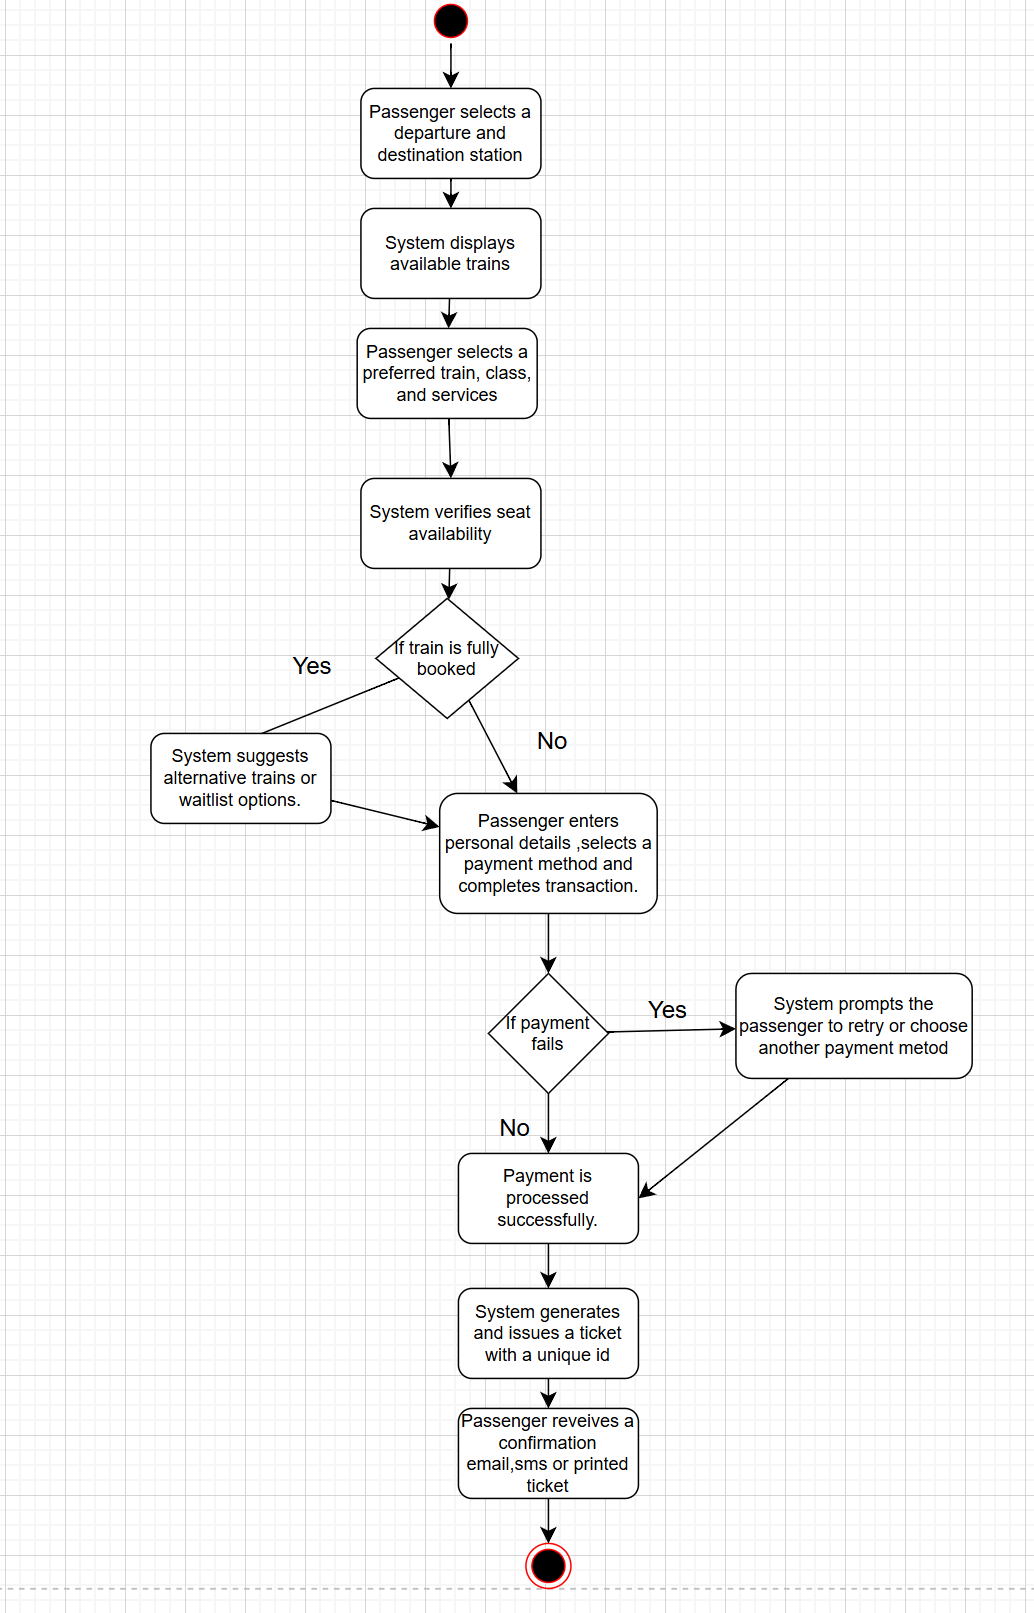 Passenger selects a
departure and
destination station
System displays
available trains
Passenger selects a
preferred train, class,
and services
System verifies seat
availability
If train is fully
booked
Yes
No
System suggests
alternative trains or
waitlist options.
Passenger enters
personal details ,selects a
payment method and
completes transaction.
If payment
fails
Yes
System prompts the
passenger to retry or choose
another payment metod
No
Payment is
processed
successfully.
System generates
and issues a ticket
with a unique id
Passenger reveives a
confirmation
email,sms or printed
ticket